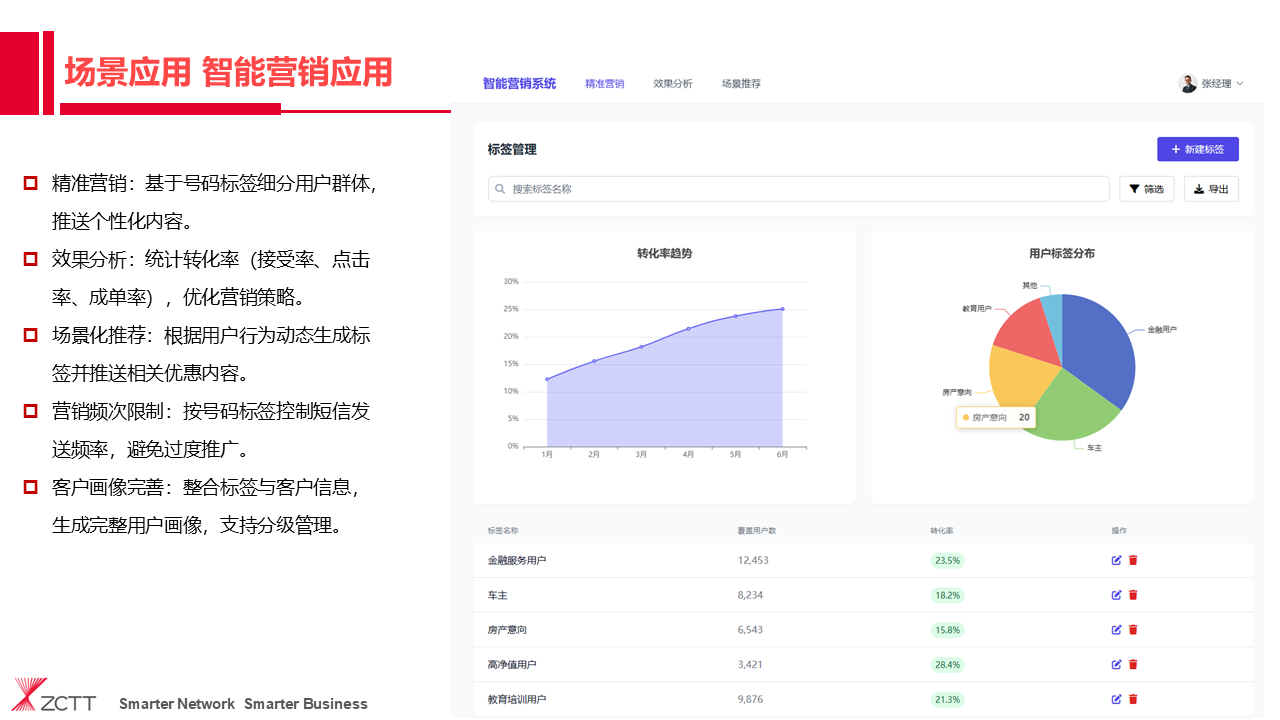 场景应用 智能营销应用
精准营销：基于号码标签细分用户群体，
推送个性化内容。
效果分析：统计转化率（接受率、点击
率、成单率），优化营销策略。
场景化推荐：根据用户行为动态生成标
签并推送相关优惠内容。
营销频次限制：按号码标签控制短信发
送频率，避免过度推广。
客户画像完善：整合标签与客户信息，
生成完整用户画像，支持分级管理。
ZCTT Smarter Network Smarter Business
智能营销系统 精准营销 效果分析 场景推荐 张经理
标签管理 + 新建标签
搜索标签名称 筛选 导出
转化率趋势
30%
25%
20%
15%
10%
5%
0%
1月 2月 3月 4月 5月 6月
用户标签分布
其他
教育用户
金融用户
房产意向
房产意向 20
车主
标签名称 覆盖用户数 转化率 操作
金融服务用户 12,453 23.5%
车主 8,234 18.2%
房产意向 6,543 15.8%
高净值用户 3,421 28.4%
教育培训用户 9,876 21.3%